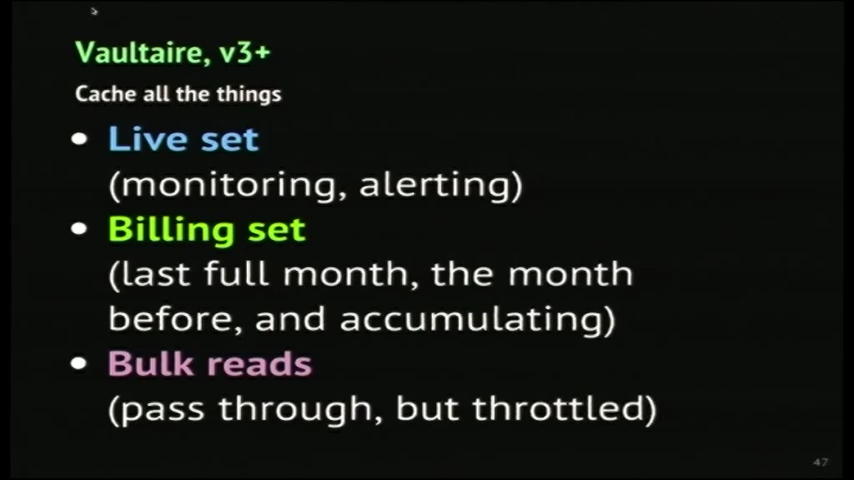 Vaultaire, v3+
Cache all the things
• Live set
(monitoring, alerting)
• Billing set
(last full month, the month
before, and accumulating)
• Bulk reads
(pass through, but throttled)
47